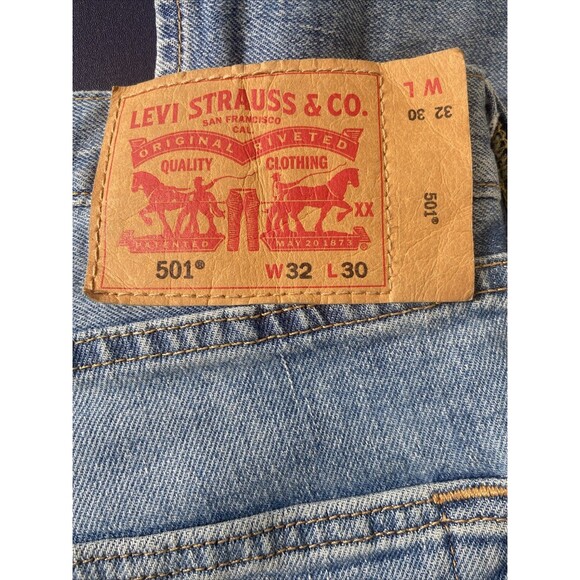 LEVI STRAUSS & CO.
SAN FRANCISCO
CAL.
ORIGINAL RIVETED
QUALITY CLOTHING
XX
PATENTED MAY 20 1873
501® W32 L30
W L
32 30
501®